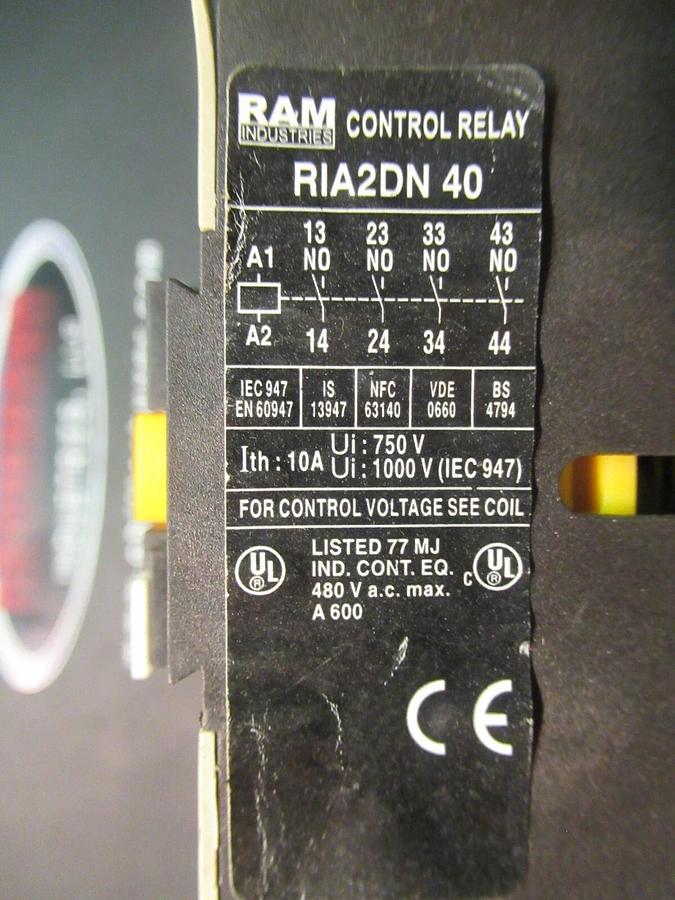 RAM
INDUSTRIES
CONTROL RELAY
RIA2DN 40
13 23 33 43
A1 NO NO NO NO
A2 14 24 34 44
IEC 947 IS NFC VDE BS
EN 60947 13947 63140 0660 4794
Ith : 10A Ui : 750 V
Ui : 1000 V (IEC 947)
FOR CONTROL VOLTAGE SEE COIL
UL ® LISTED 77 MJ c UL ®
IND. CONT. EQ.
480 V a.c. max.
A 600
CE